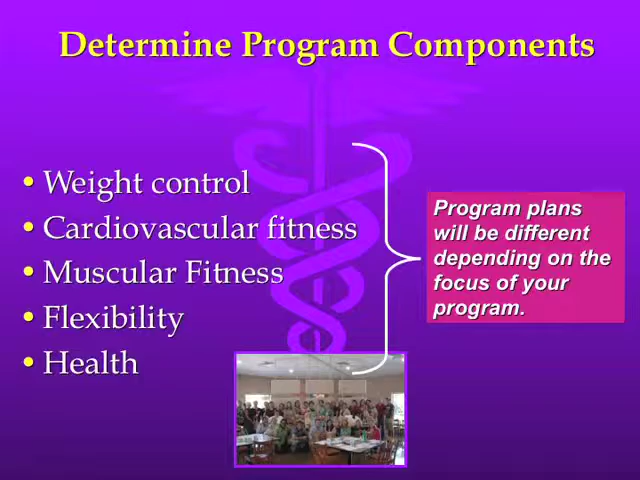 Determine Program Components
• Weight control
• Cardiovascular fitness
• Muscular Fitness
• Flexibility
• Health
Program plans
will be different
depending on the
focus of your
program.